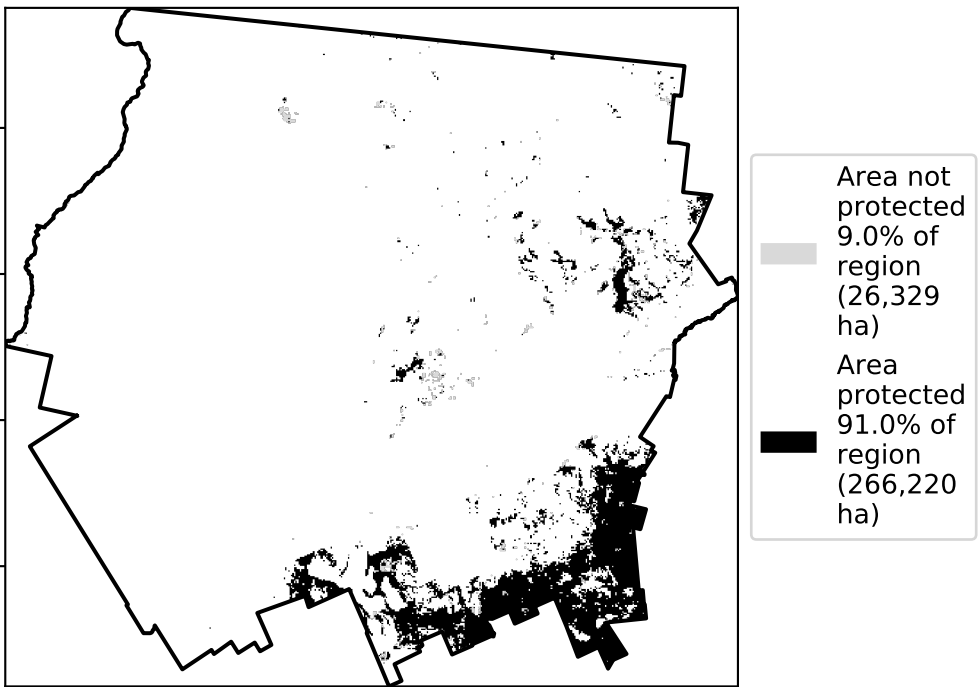 Area not
protected
9.0% of
region
(26,329
ha)
Area
protected
91.0% of
region
(266,220
ha)